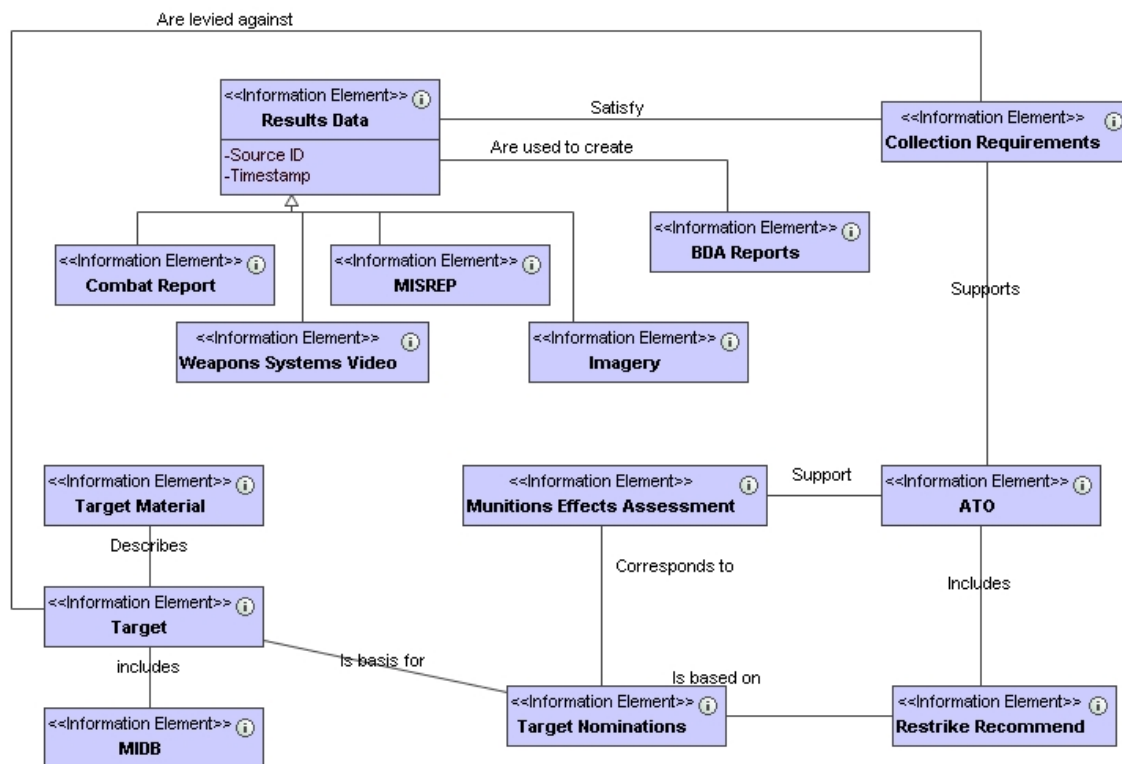 Are levied against
<<Information Element>>
Results Data
-Source ID
-Timestamp
Satisfy
<<Information Element>>
Collection Requirements
Are used to create
<<Information Element>>
BDA Reports
<<Information Element>>
Combat Report
<<Information Element>>
MISREP
<<Information Element>>
Weapons Systems Video
<<Information Element>>
Imagery
Supports
<<Information Element>>
Target Material
<<Information Element>>
Munitions Effects Assessment
Support
<<Information Element>>
ATO
Describes
Corresponds to
Includes
<<Information Element>>
Target
includes
Is basis for
Is based on
<<Information Element>>
MIDB
<<Information Element>>
Target Nominations
<<Information Element>>
Restrike Recommend